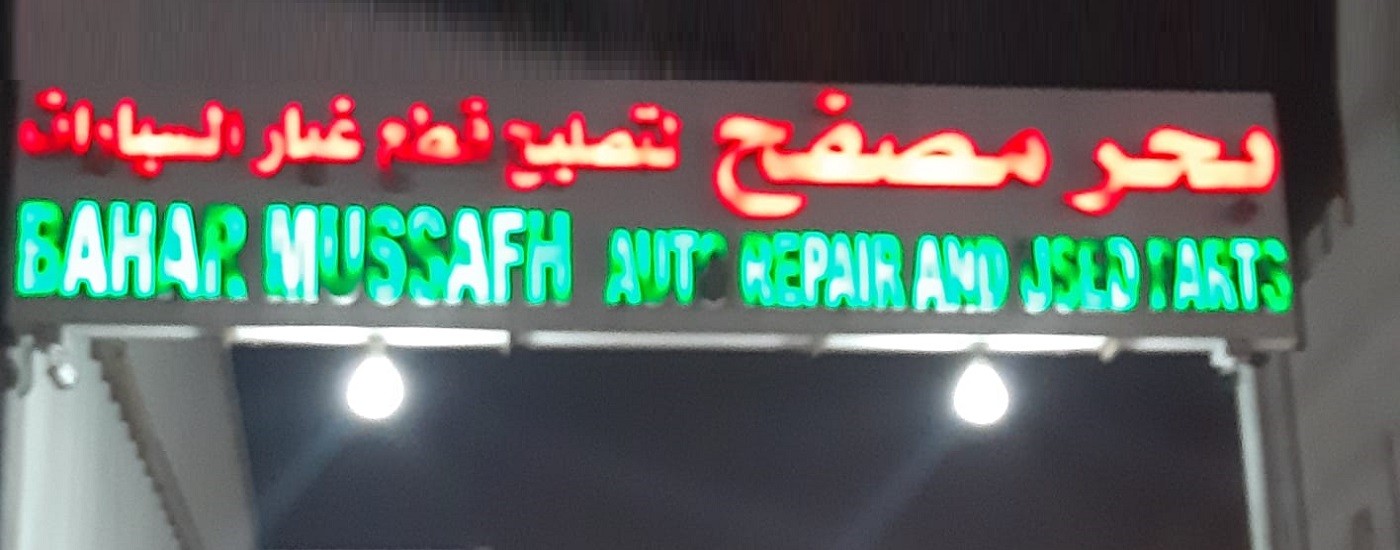 بحر مصفح لتصليح قطع غيار السيارات
BAHAR MUSSAFH AUTO REPAIR AND USED PARTS